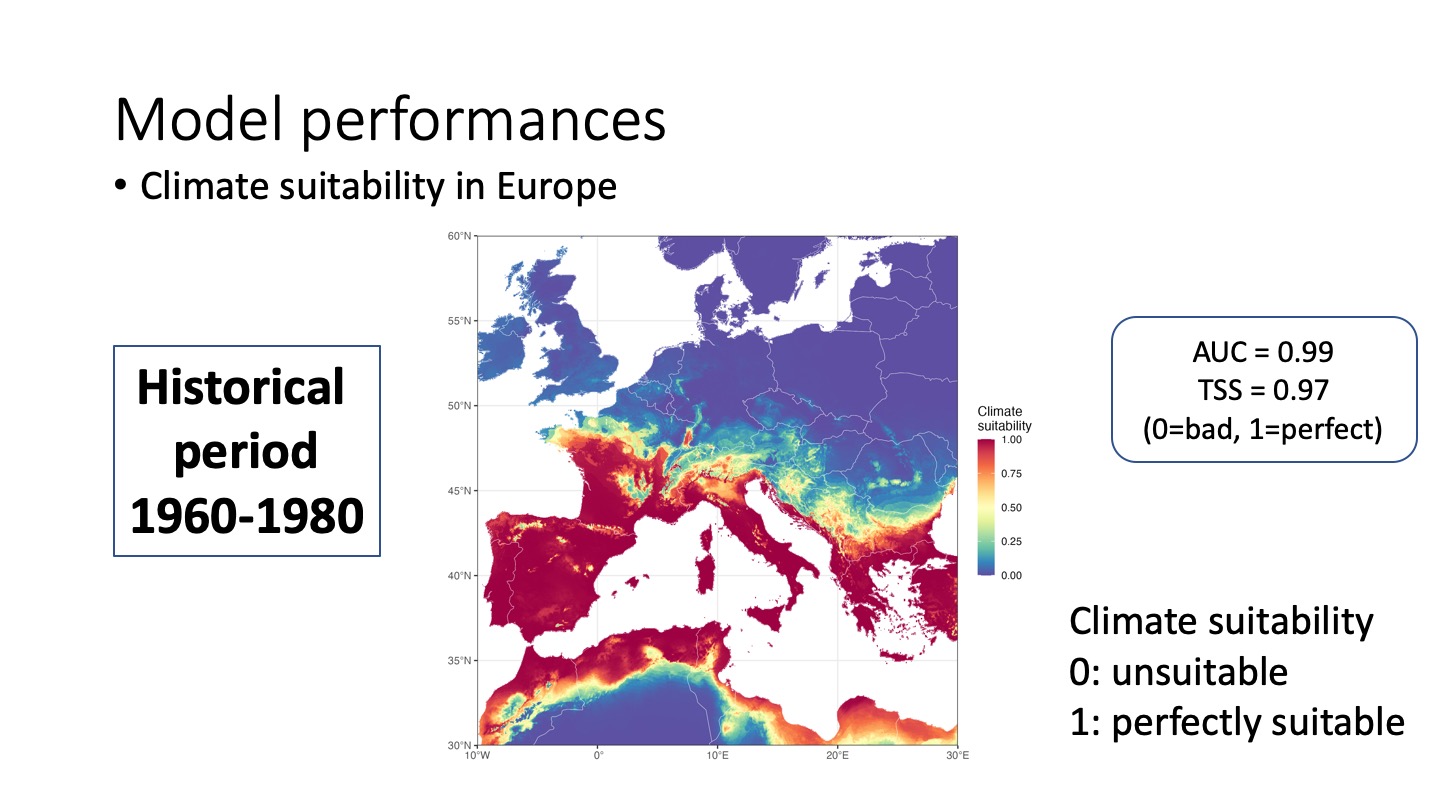 Model performances
• Climate suitability in Europe
Historical
period
1960-1980
60°N
55°N
50°N
45°N
40°N
35°N
30°N
10°W
0°
10°E
20°E
30°E
Climate
suitability
1.00
0.75
0.50
0.25
0.00
AUC = 0.99
TSS = 0.97
(0=bad, 1=perfect)
Climate suitability
0: unsuitable
1: perfectly suitable